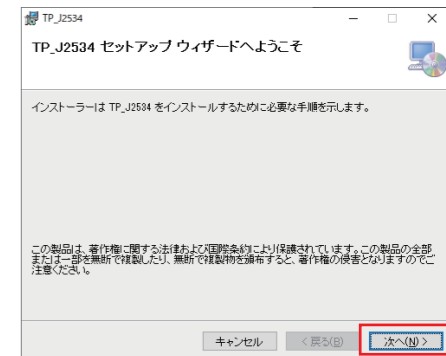 TP_J2534
TP_J2534 セットアップ ウィザードへようこそ
インストーラーは TP_J2534 をインストールするために必要な手順を示します。
この製品は、著作権に関する法律および国際条約により保護されています。この製品の全部
または一部を無断で複製したり、無断で複製物を頒布すると、著作権の侵害となりますのでご
注意ください。
キャンセル < 戻る(B) 次へ(N) >